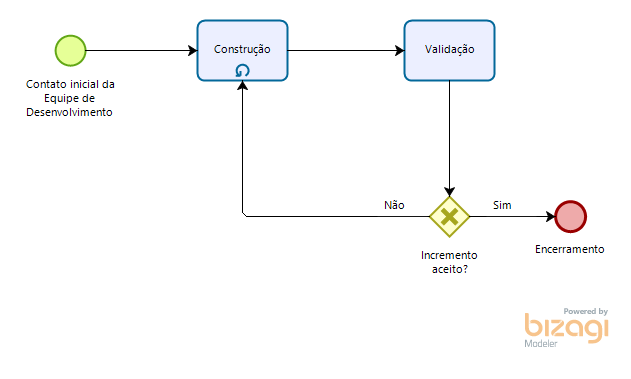 Construção
Validação
Contato inicial da
Equipe de
Desenvolvimento
Não
Sim
Incremento
aceito?
Encerramento
Powered by
bizagi
Modeler